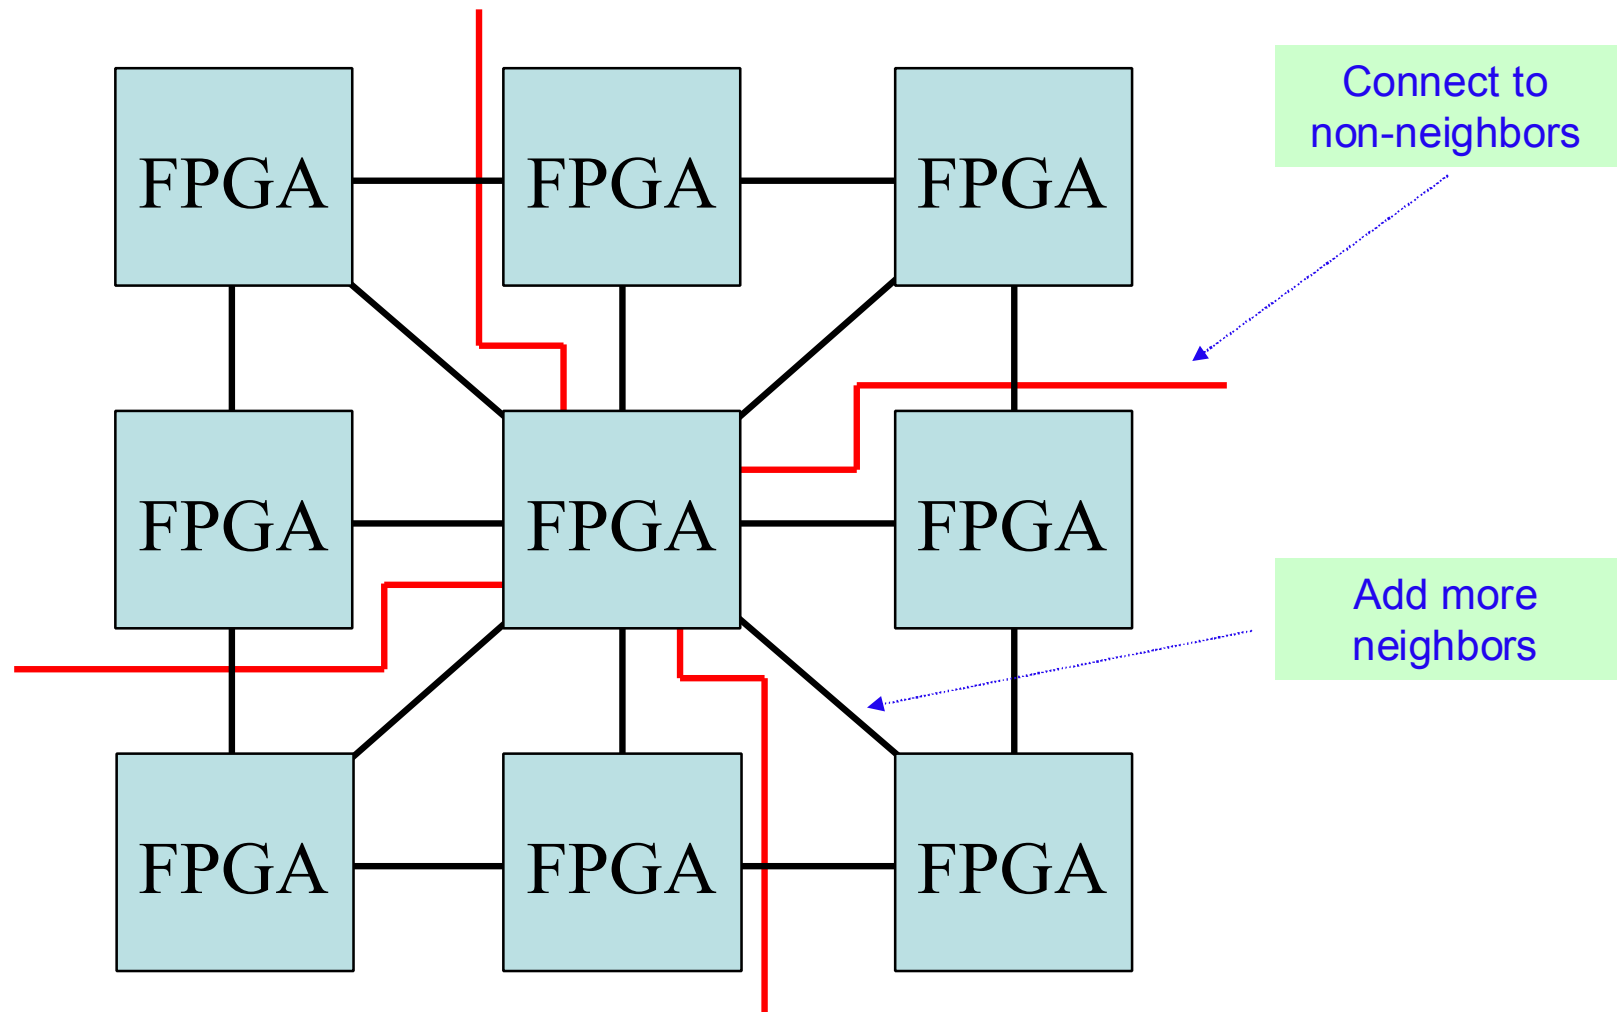 FPGA FPGA FPGA
Connect to
non-neighbors
FPGA FPGA FPGA
Add more
neighbors
FPGA FPGA FPGA